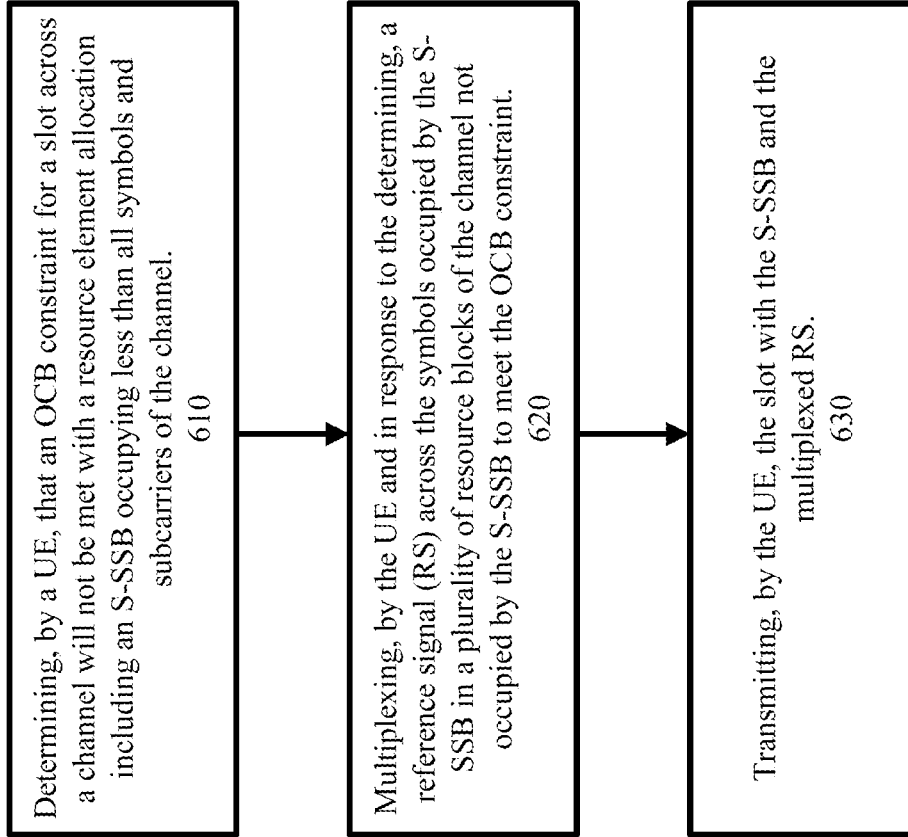 Determining, by a UE, that an OCB constraint for a slot across
a channel will not be met with a resource element allocation
including an S-SSB occupying less than all symbols and
subcarriers of the channel.
610
Multiplexing, by the UE and in response to the determining, a
reference signal (RS) across the symbols occupied by the S-
SSB in a plurality of resource blocks of the channel not
occupied by the S-SSB to meet the OCB constraint.
620
Transmitting, by the UE, the slot with the S-SSB and the
multiplexed RS.
630